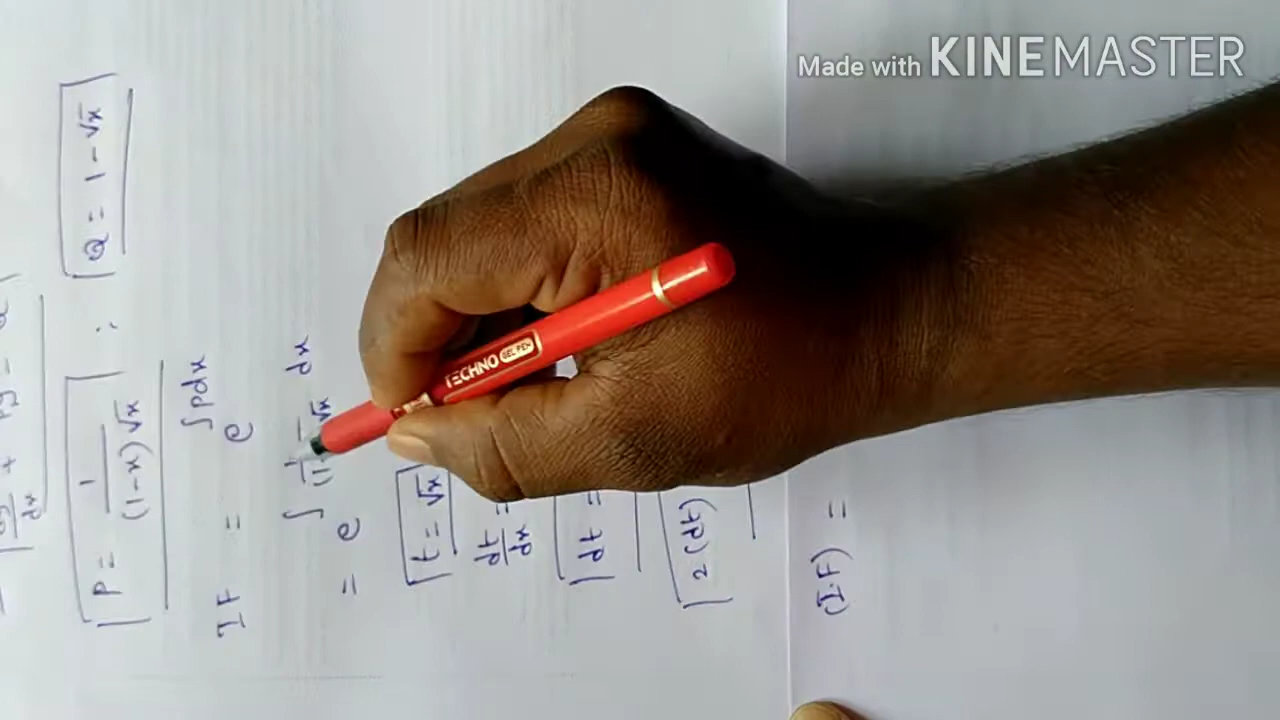 Made with KINEMASTER
dy/dx + Py = Q
P = 1/((1-x)√x) ; Q = 1-√x
IF = e^∫Pdx
= e^∫ 1/(1 √x dx
t = √x
dt/dx =
dt =
2(dt)
(I.F) =
TECHNO GEL PEN